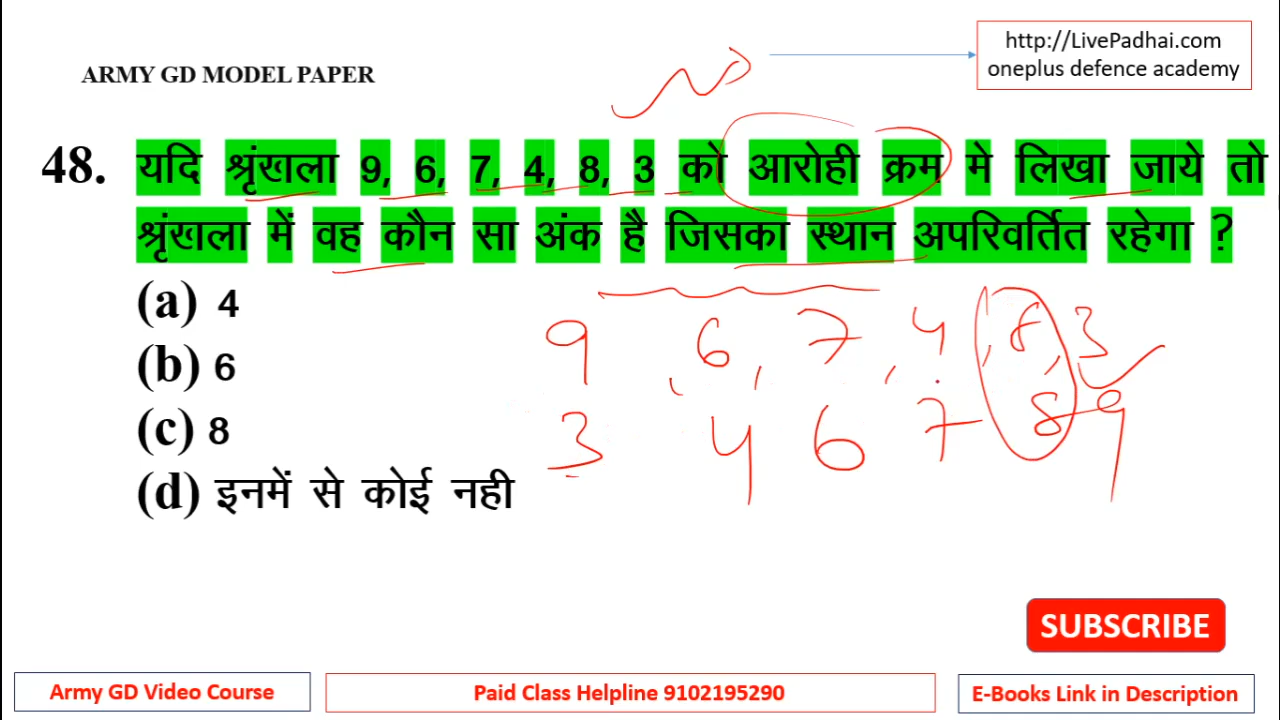 http://LivePadhai.com
oneplus defence academy
ARMY GD MODEL PAPER
48. यदि श्रृंखला 9, 6, 7, 4, 8, 3 को आरोही क्रम मे लिखा जाये तो
श्रृंखला में वह कौन सा अंक है जिसका स्थान अपरिवर्तित रहेगा ?
(a) 4
(b) 6
(c) 8
(d) इनमें से कोई नही
9, 6, 7, 4, 8, 3
3 4 6 7 8 9
SUBSCRIBE
Army GD Video Course
Paid Class Helpline 9102195290
E-Books Link in Description